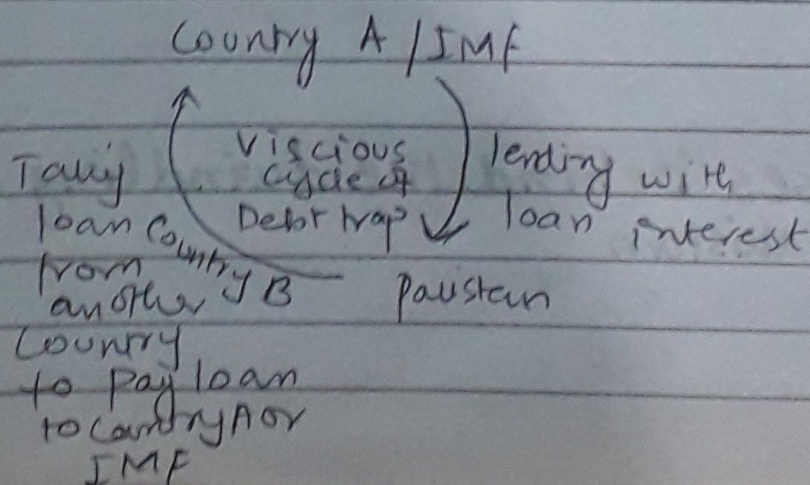 Country A / IMF
Viscious
cycle of
Debt trap
lending with
loan interest
Pakistan
Country B
Taking
loan
from
another
Country
to pay loan
to Country A or
IMF